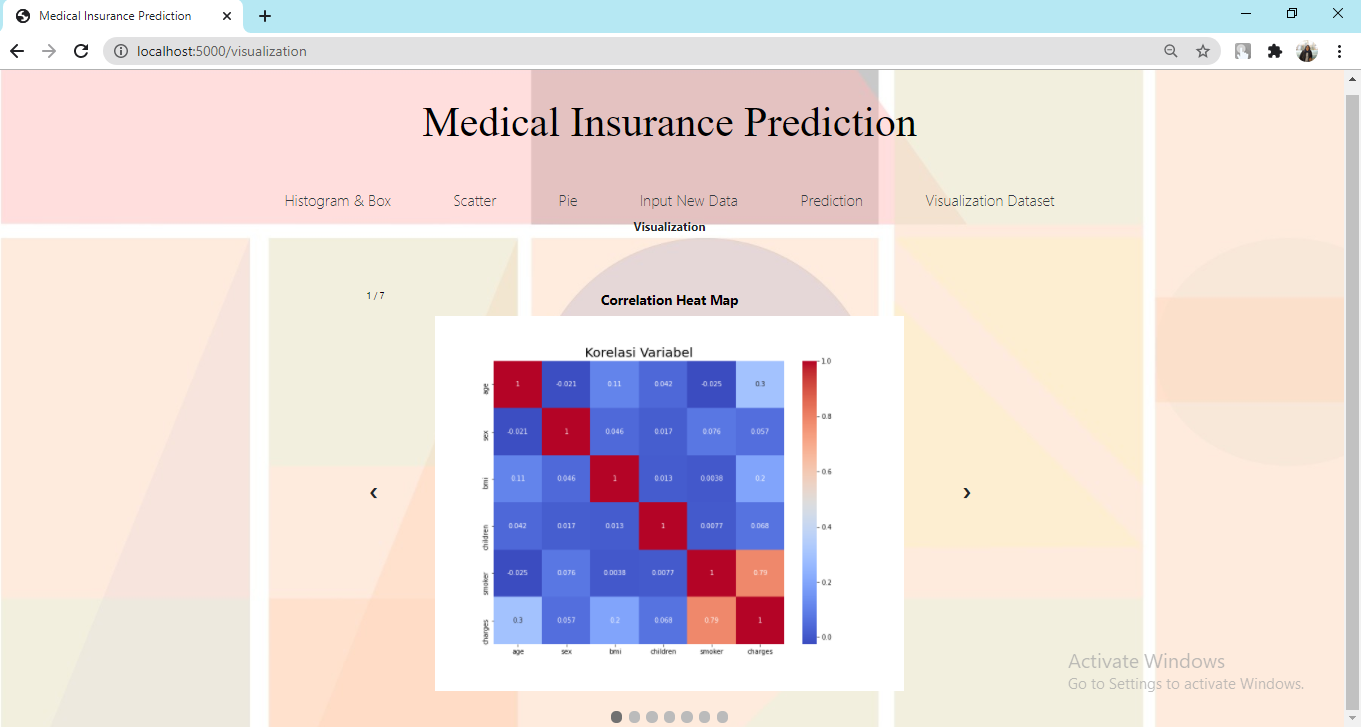 Medical Insurance Prediction
localhost:5000/visualization
Medical Insurance Prediction
Histogram & Box Scatter Pie Input New Data Prediction Visualization Dataset
Visualization
1 / 7
Correlation Heat Map
Korelasi Variabel
age 1 -0.021 0.11 0.042 -0.025 0.3
sex -0.021 1 0.046 0.017 0.076 0.057
bmi 0.11 0.046 1 0.013 0.0038 0.2
children 0.042 0.017 0.013 1 0.0077 0.068
smoker -0.025 0.076 0.0038 0.0077 1 0.79
charges 0.3 0.057 0.2 0.068 0.79 1
age sex bmi children smoker charges
1.0
0.8
0.6
0.4
0.2
0.0
❮
❯
Activate Windows
Go to Settings to activate Windows.